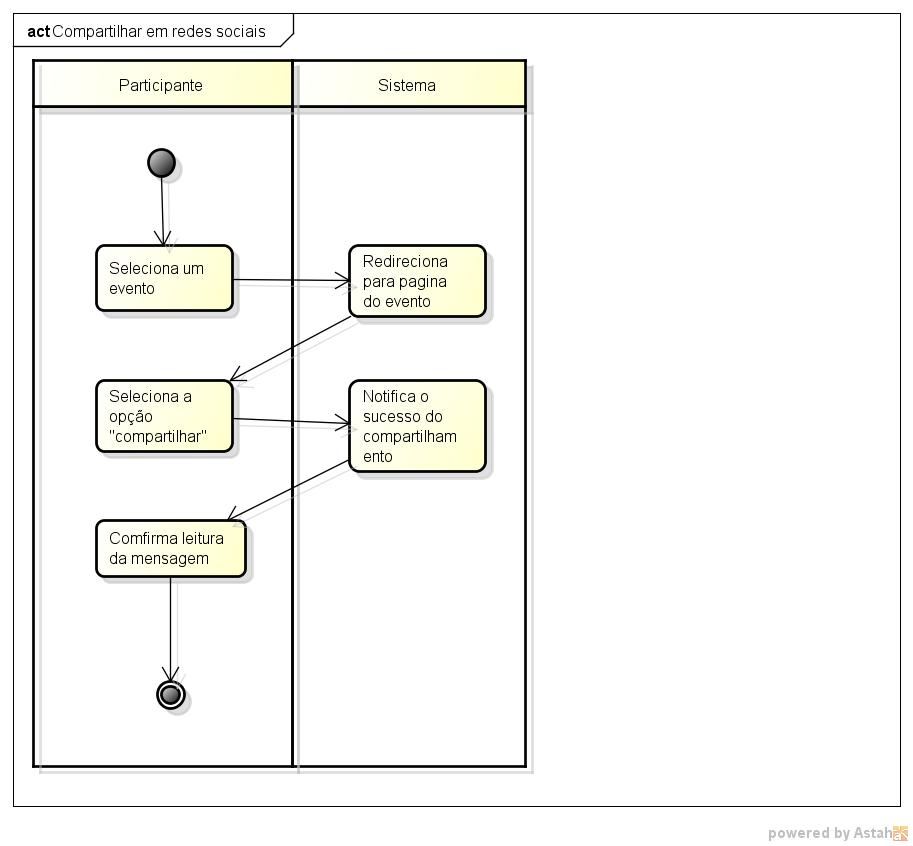 act Compartilhar em redes sociais
Participante
Sistema
Seleciona um
evento
Redireciona
para pagina
do evento
Seleciona a
opção
"compartilhar"
Notifica o
sucesso do
compartilham
ento
Comfirma leitura
da mensagem
powered by Astah